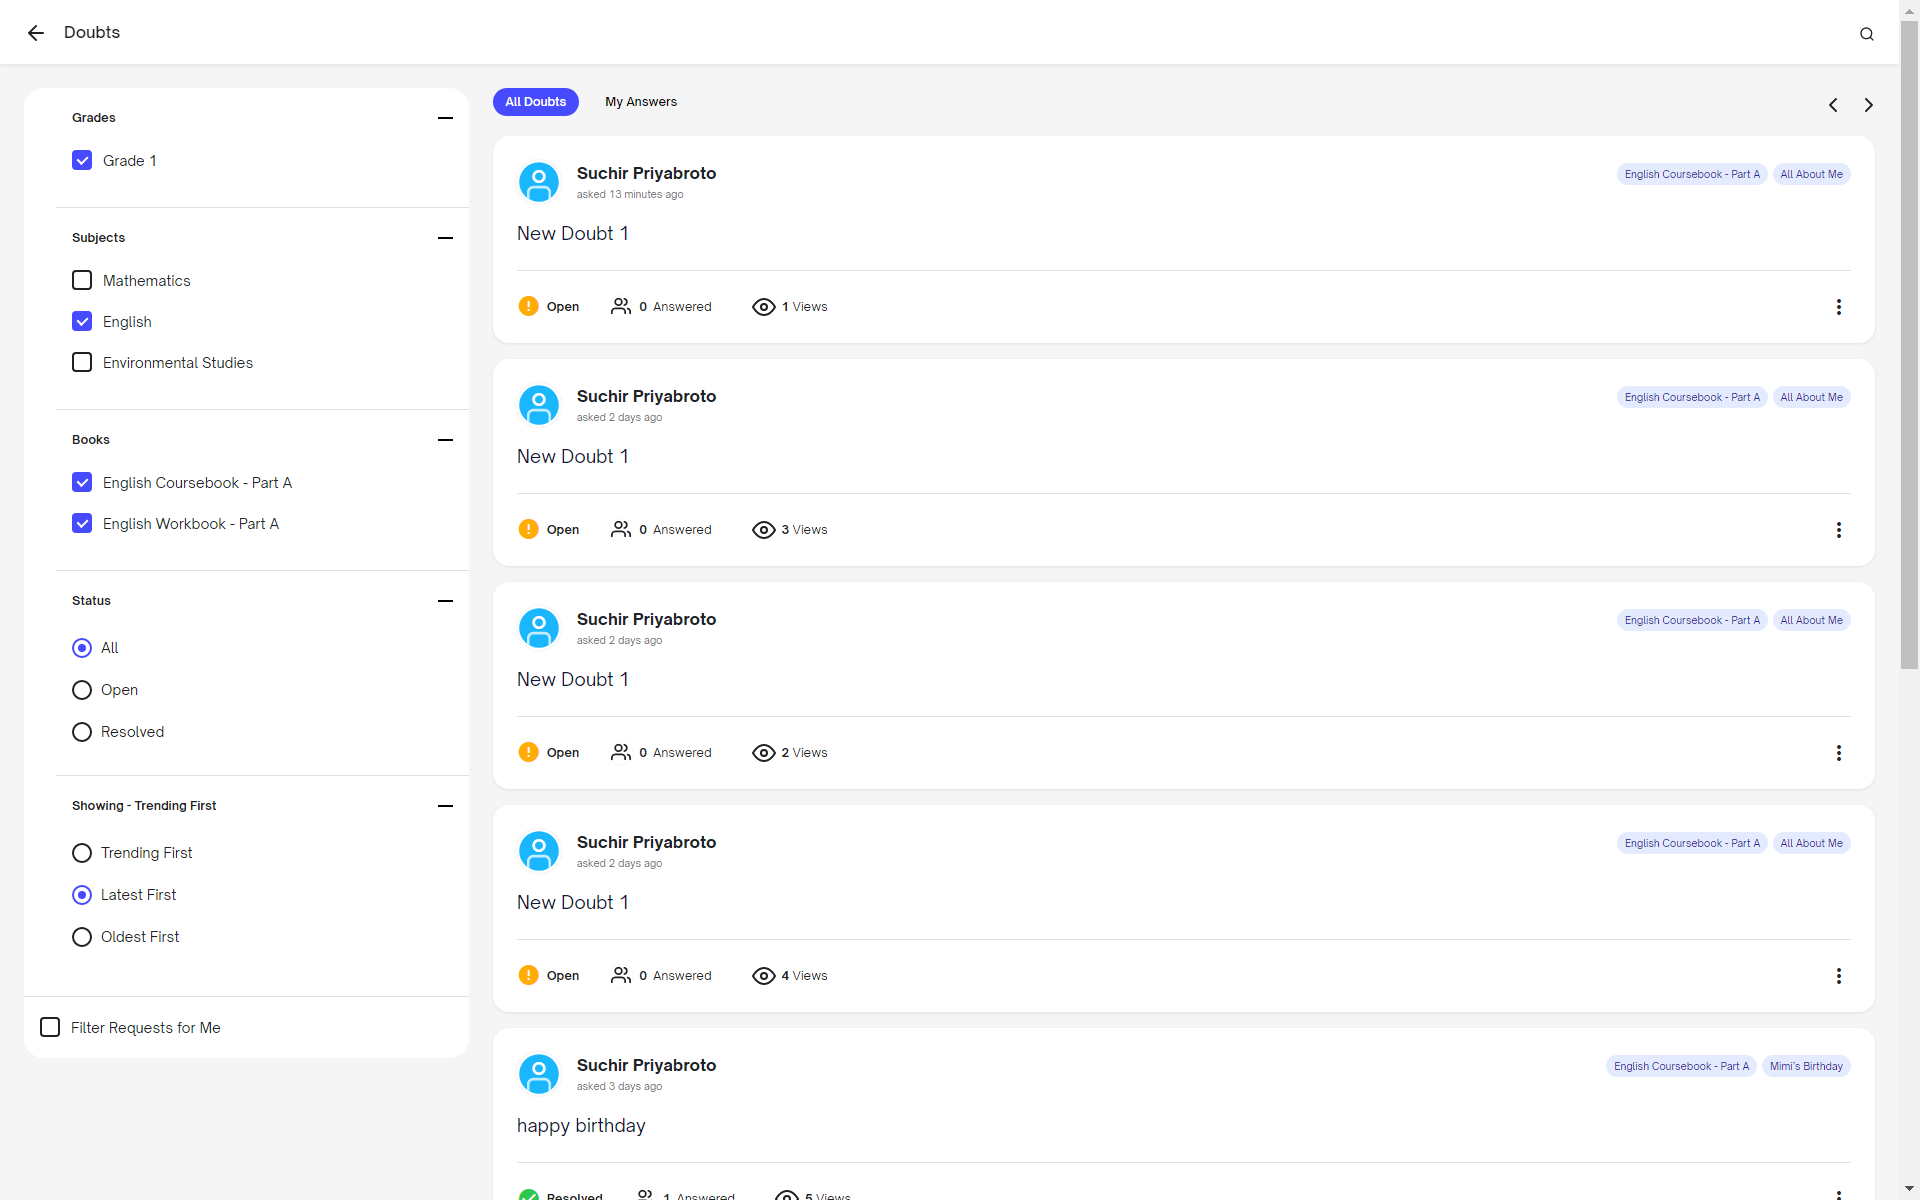 Doubts
Grades
Grade 1
Subjects
Mathematics
English
Environmental Studies
Books
English Coursebook - Part A
English Workbook - Part A
Status
All
Open
Resolved
Showing - Trending First
Trending First
Latest First
Oldest First
Filter Requests for Me
All Doubts My Answers
Suchir Priyabroto English Coursebook - Part A All About Me
asked 13 minutes ago
New Doubt 1
Open 0 Answered 1 Views
Suchir Priyabroto English Coursebook - Part A All About Me
asked 2 days ago
New Doubt 1
Open 0 Answered 3 Views
Suchir Priyabroto English Coursebook - Part A All About Me
asked 2 days ago
New Doubt 1
Open 0 Answered 2 Views
Suchir Priyabroto English Coursebook - Part A All About Me
asked 2 days ago
New Doubt 1
Open 0 Answered 4 Views
Suchir Priyabroto English Coursebook - Part A Mimi's Birthday
asked 3 days ago
happy birthday
Resolved 1 Answered 5 Views